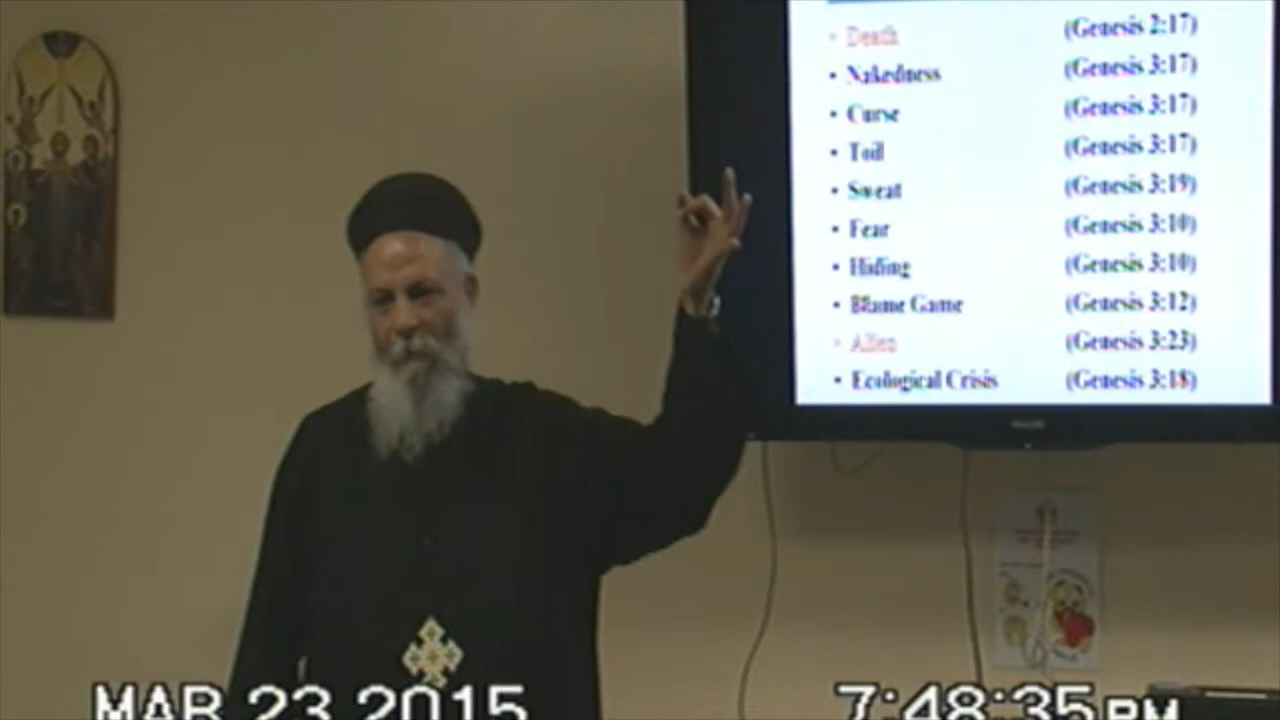 • Death (Genesis 2:17)
• Nakedness (Genesis 3:17)
• Curse (Genesis 3:17)
• Toil (Genesis 3:17)
• Sweat (Genesis 3:19)
• Fear (Genesis 3:10)
• Hiding (Genesis 3:10)
• Blame Game (Genesis 3:12)
• Alien (Genesis 3:23)
• Ecological Crisis (Genesis 3:18)
MAR 23 2015 7:48:35 PM